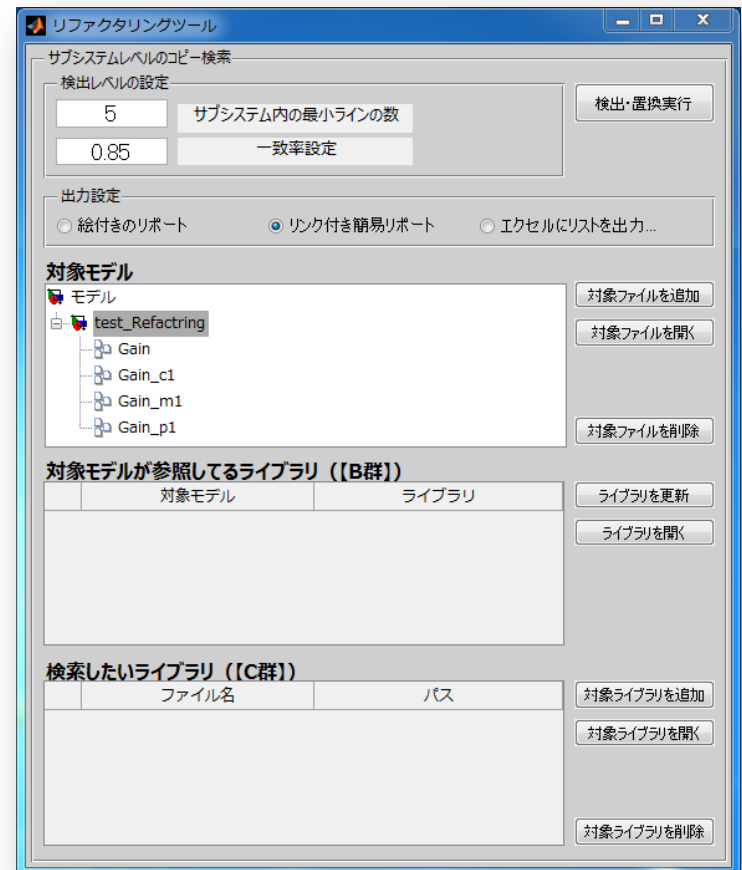 リファクタリングツール
サブシステムレベルのコピー検索
検出レベルの設定
5 サブシステム内の最小ラインの数
0.85 一致率設定
検出・置換実行
出力設定
絵付きのリポート リンク付き簡易リポート エクセルにリストを出力...
対象モデル
モデル
test_Refactring
Gain
Gain_c1
Gain_m1
Gain_p1
対象ファイルを追加
対象ファイルを開く
対象ファイルを削除
対象モデルが参照してるライブラリ（【B群】）
対象モデル ライブラリ
ライブラリを更新
ライブラリを開く
検索したいライブラリ（【C群】）
ファイル名 パス
対象ライブラリを追加
対象ライブラリを開く
対象ライブラリを削除